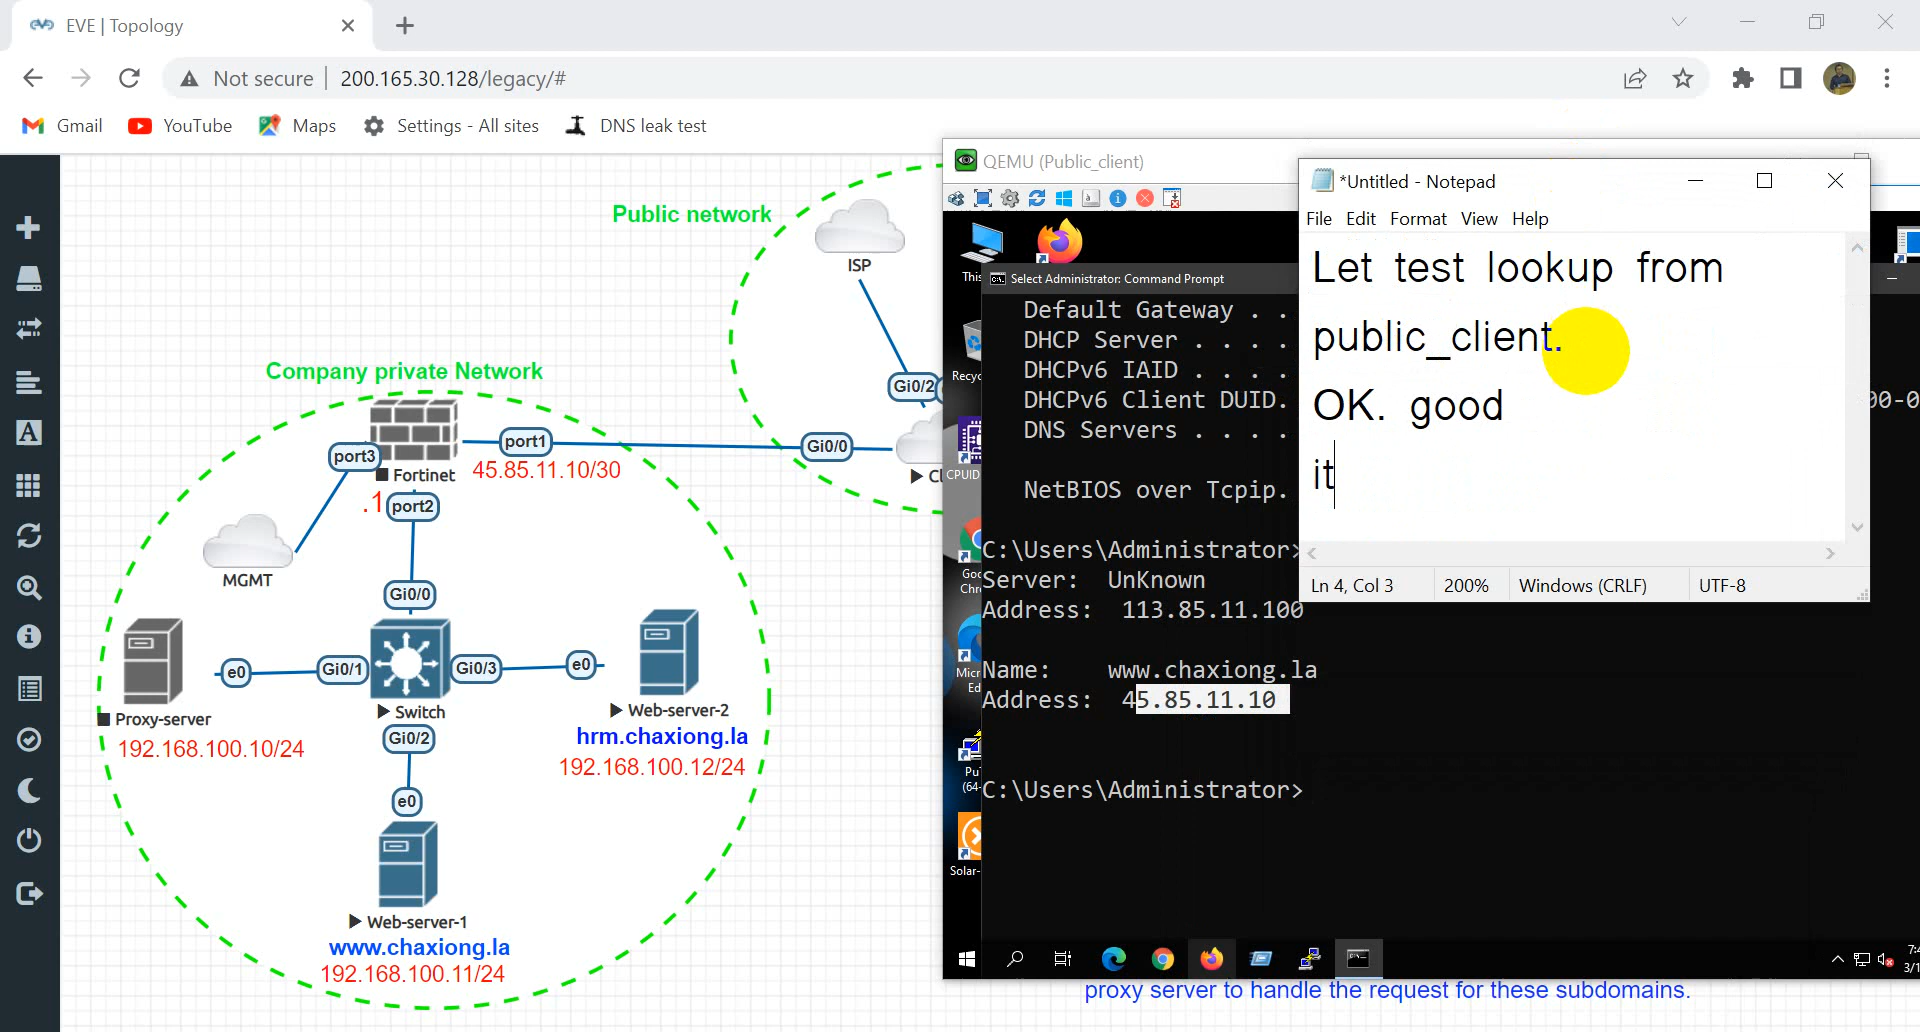 EVE | Topology
Not secure
200.165.30.128/legacy/#
Gmail
YouTube
Maps
Settings - All sites
DNS leak test
QEMU (Public_client)
*Untitled - Notepad
File Edit Format View Help
Let test lookup from
public_client.
OK. good
it
Ln 4, Col 3
200%
Windows (CRLF)
UTF-8
Public network
ISP
Gi0/2
Gi0/0
Company private Network
port1
port3
Fortinet
45.85.11.10/30
.1
port2
MGMT
Gi0/0
e0
Gi0/1
Gi0/3
e0
Switch
Proxy-server
192.168.100.10/24
Web-server-2
hrm.chaxiong.la
192.168.100.12/24
Gi0/2
e0
Web-server-1
www.chaxiong.la
192.168.100.11/24
Select Administrator: Command Prompt
Default Gateway . .
DHCP Server . . . .
DHCPv6 IAID . . . .
DHCPv6 Client DUID.
00-0
DNS Servers . . . .
NetBIOS over Tcpip.
C:\Users\Administrator>
Server: UnKnown
Address: 113.85.11.100
Name: www.chaxiong.la
Address: 45.85.11.10
C:\Users\Administrator>
CPUID
(64-
Solar-
proxy server to handle the request for these subdomains.